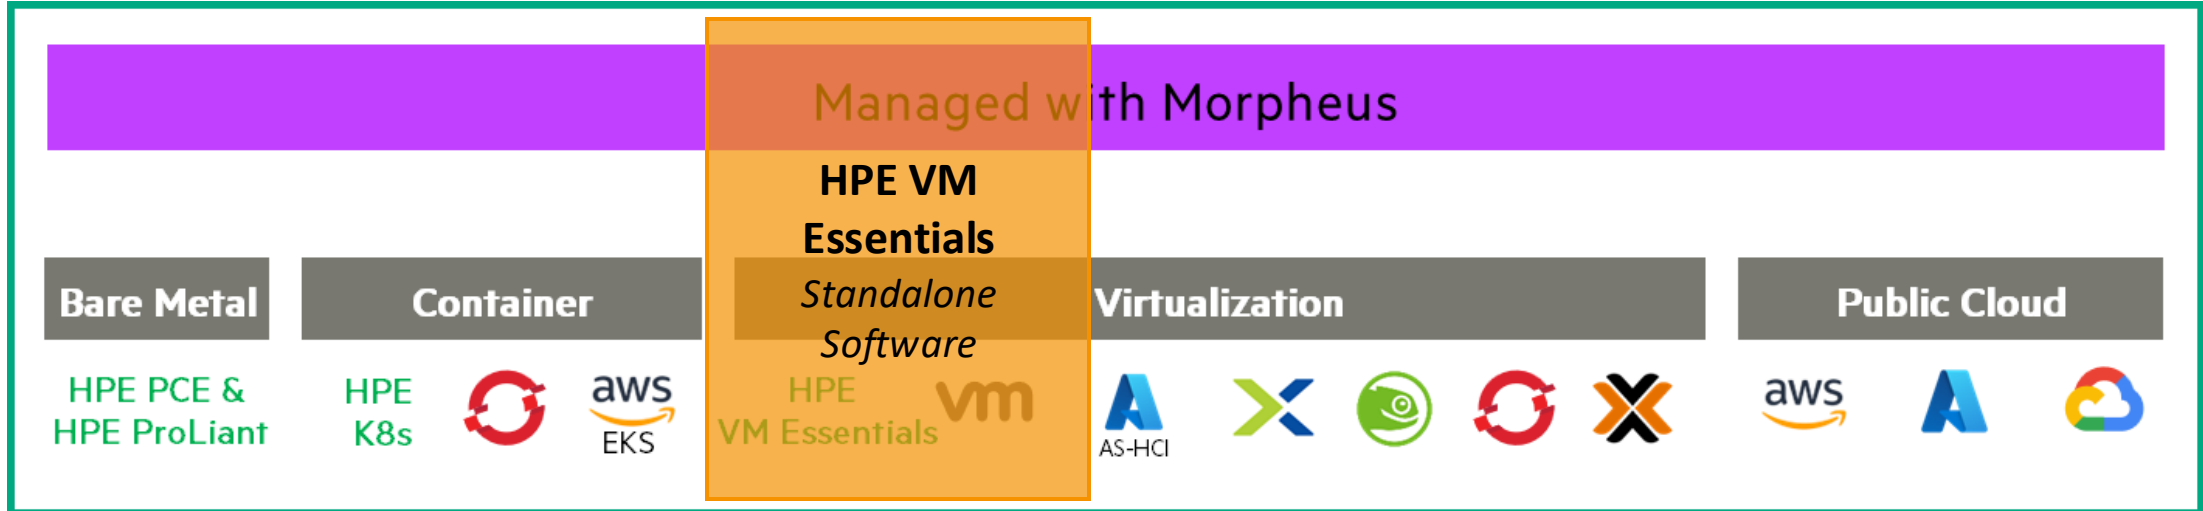 Managed with Morpheus
HPE VM
Essentials
Standalone
Software
Bare Metal
Container
Virtualization
Public Cloud
HPE PCE &
HPE ProLiant
HPE
K8s
aws
EKS
HPE
VM Essentials
vm
AS-HCI
aws